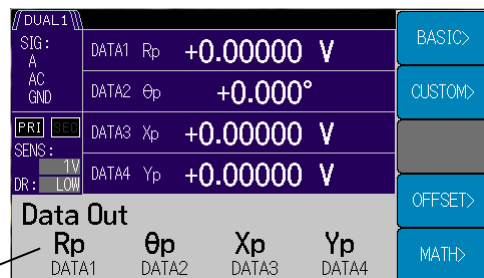 DUAL1
SIG:
A
AC
GND
PRI SEC
SENS:
1V
DR: LOW
DATA1 Rp +0.00000 V
DATA2 θp +0.000°
DATA3 Xp +0.00000 V
DATA4 Yp +0.00000 V
Data Out
Rp θp Xp Yp
DATA1 DATA2 DATA3 DATA4
BASIC>
CUSTOM>
OFFSET>
MATH>